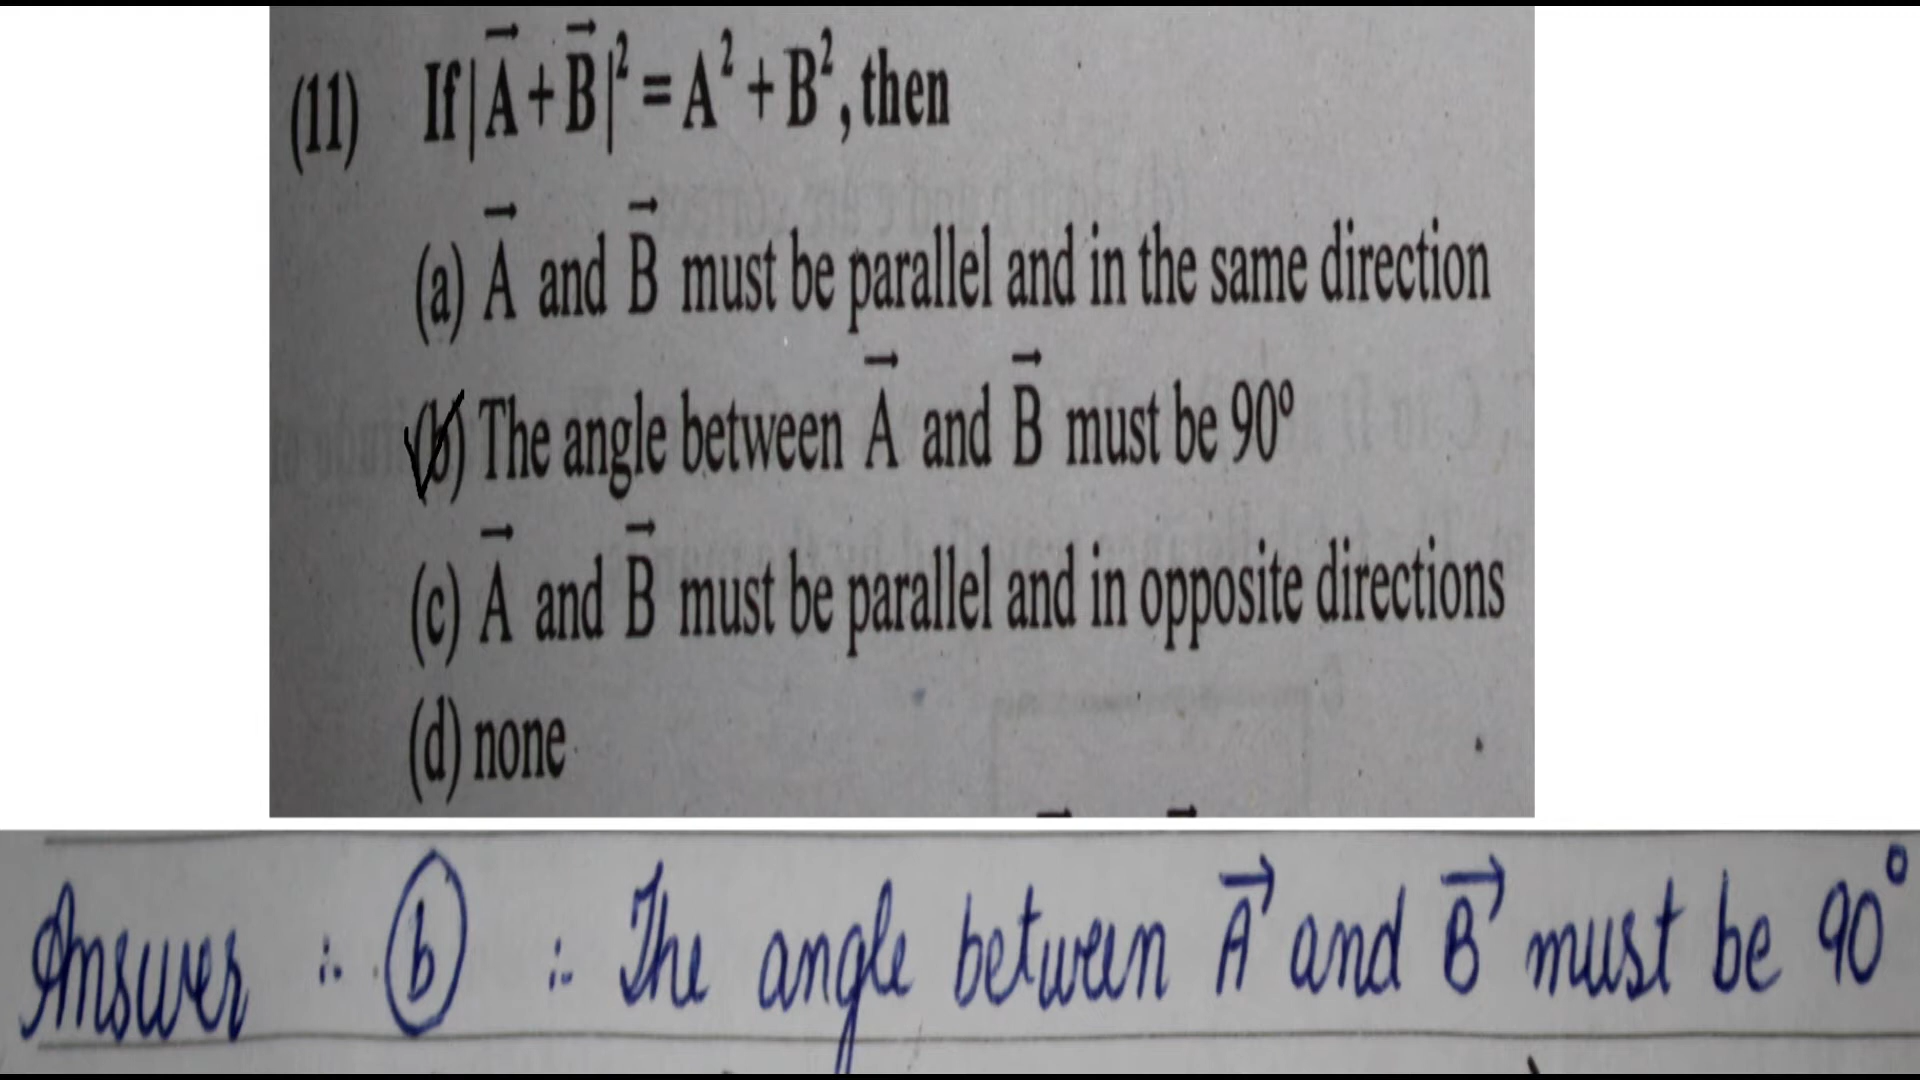 (11) If |A⃗ + B⃗|² = A² + B², then
(a) A⃗ and B⃗ must be parallel and in the same direction
(b) The angle between A⃗ and B⃗ must be 90º
(c) A⃗ and B⃗ must be parallel and in opposite directions
(d) none
Answer :. (b) :. The angle between A⃗ and B⃗ must be 90°